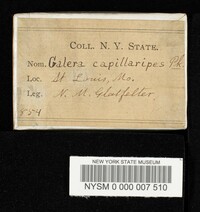 COLL. N. Y. STATE.
Nom. Galera capillaripes Pk.
Loc. St Louis, Mo.
Leg. N. M. Glatfelter
NEW YORK STATE MUSEUM
NYSM 0 000 007 510